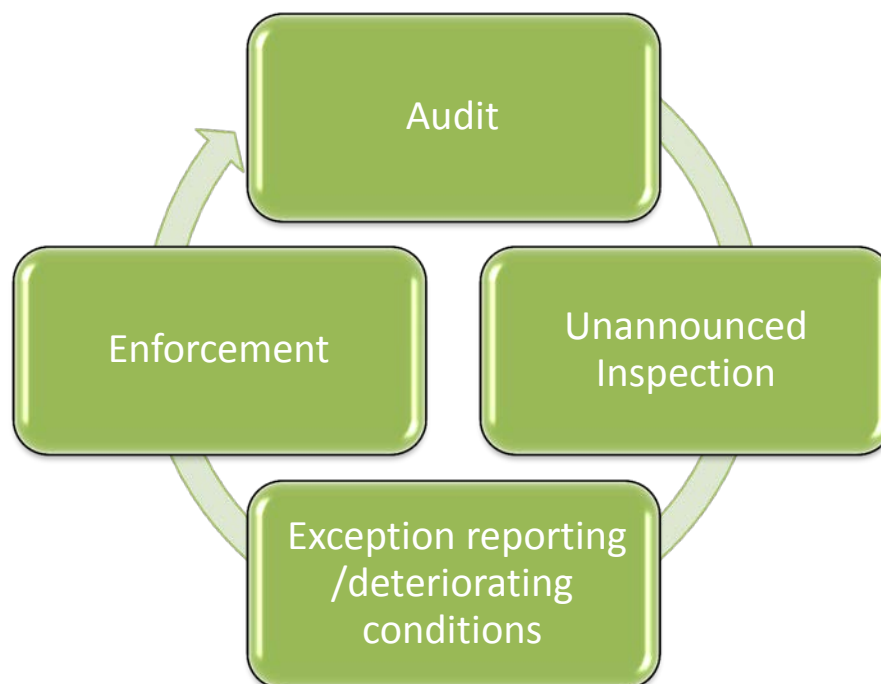 Audit
Unannounced
Inspection
Exception reporting
/deteriorating
conditions
Enforcement